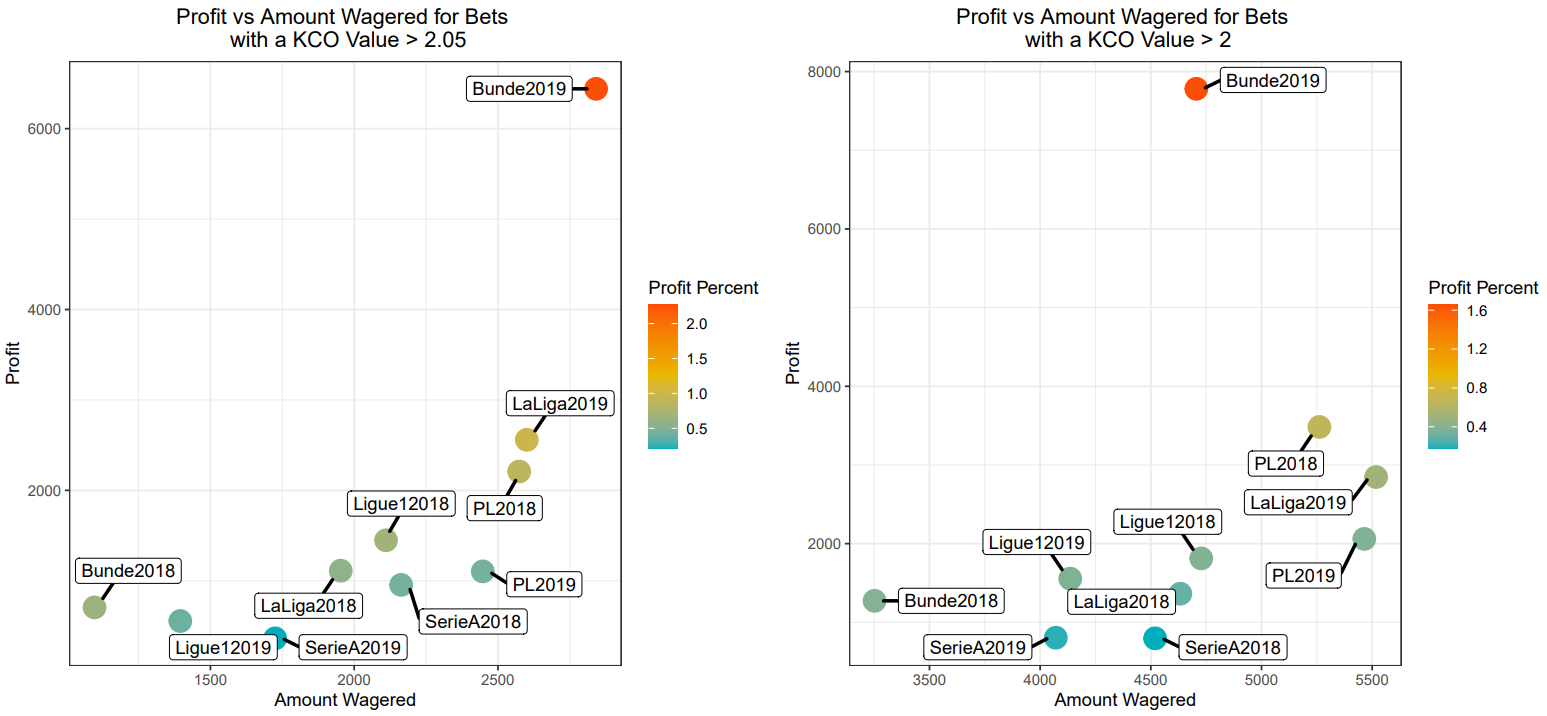 Profit vs Amount Wagered for Bets
with a KCO Value > 2.05
Profit
6000
4000
2000
1500
2000
2500
Amount Wagered
Bunde2019
LaLiga2019
PL2018
Ligue12018
Bunde2018
PL2019
LaLiga2018
SerieA2018
Ligue12019
SerieA2019
Profit Percent
2.0
1.5
1.0
0.5
Profit vs Amount Wagered for Bets
with a KCO Value > 2
Profit
8000
6000
4000
2000
3500
4000
4500
5000
5500
Amount Wagered
Bunde2019
PL2018
LaLiga2019
Ligue12018
Ligue12019
PL2019
Bunde2018
LaLiga2018
SerieA2019
SerieA2018
Profit Percent
1.6
1.2
0.8
0.4